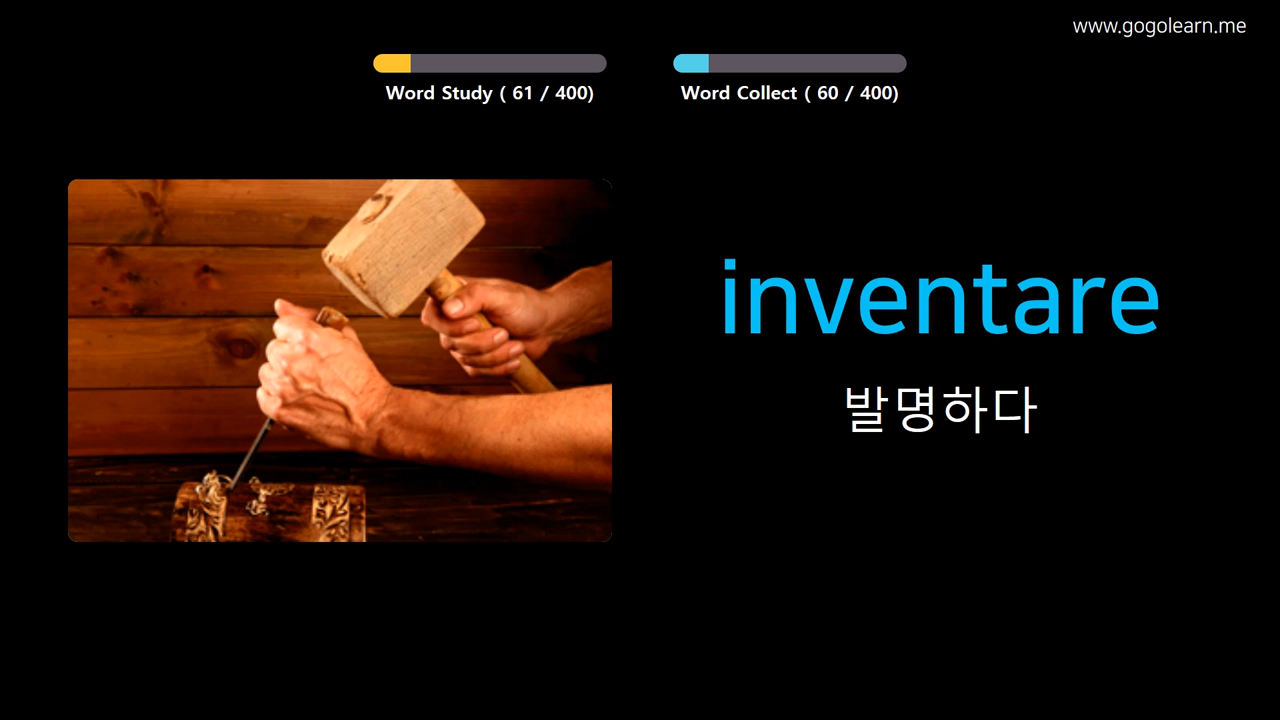 www.gogolearn.me
Word Study ( 61 / 400)
Word Collect ( 60 / 400)
inventare
발명하다